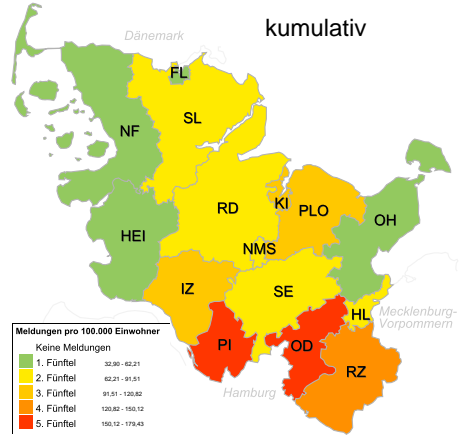 kumulativ
Dänemark
FL
NF
SL
KI
RD
PLO
OH
HEI
NMS
IZ
SE
HL
Mecklenburg-
Vorpommern
PI
OD
RZ
Hamburg
Meldungen pro 100.000 Einwohner
Keine Meldungen
1. Fünftel 32,90 - 62,21
2. Fünftel 62,21 - 91,51
3. Fünftel 91,51 - 120,82
4. Fünftel 120,82 - 150,12
5. Fünftel 150,12 - 179,43